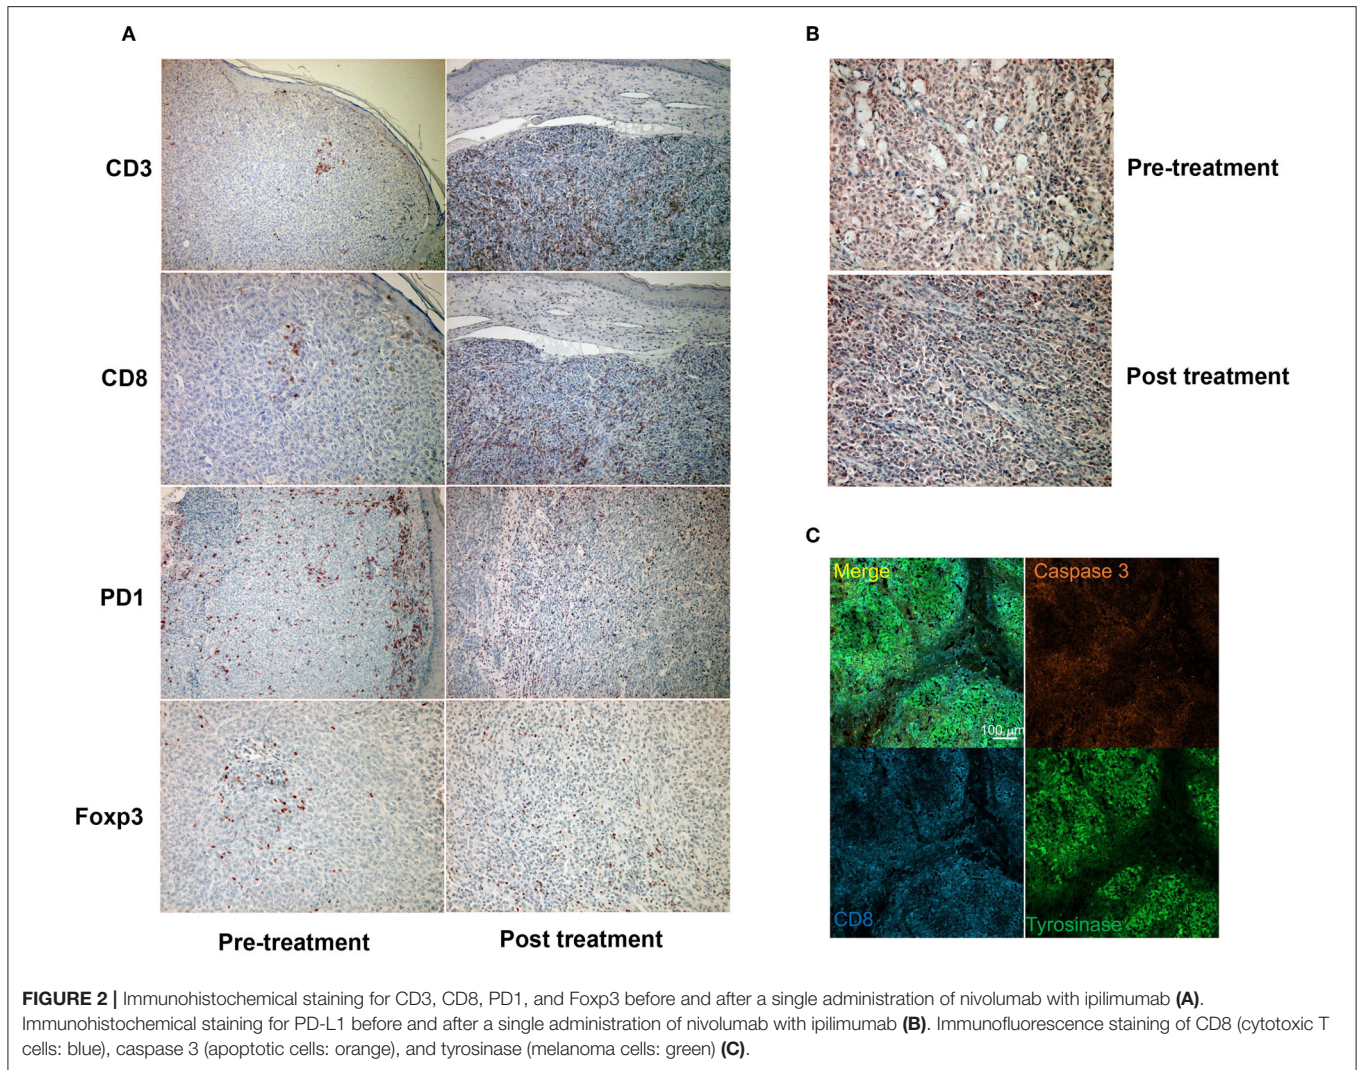 A
B
CD3
Pre-treatment
CD8
Post treatment
PD1
C
Merge
Caspase 3
100 µm
CD8
Tyrosinase
Foxp3
Pre-treatment
Post treatment
FIGURE 2 | Immunohistochemical staining for CD3, CD8, PD1, and Foxp3 before and after a single administration of nivolumab with ipilimumab (A).
Immunohistochemical staining for PD-L1 before and after a single administration of nivolumab with ipilimumab (B). Immunofluorescence staining of CD8 (cytotoxic T
cells: blue), caspase 3 (apoptotic cells: orange), and tyrosinase (melanoma cells: green) (C).